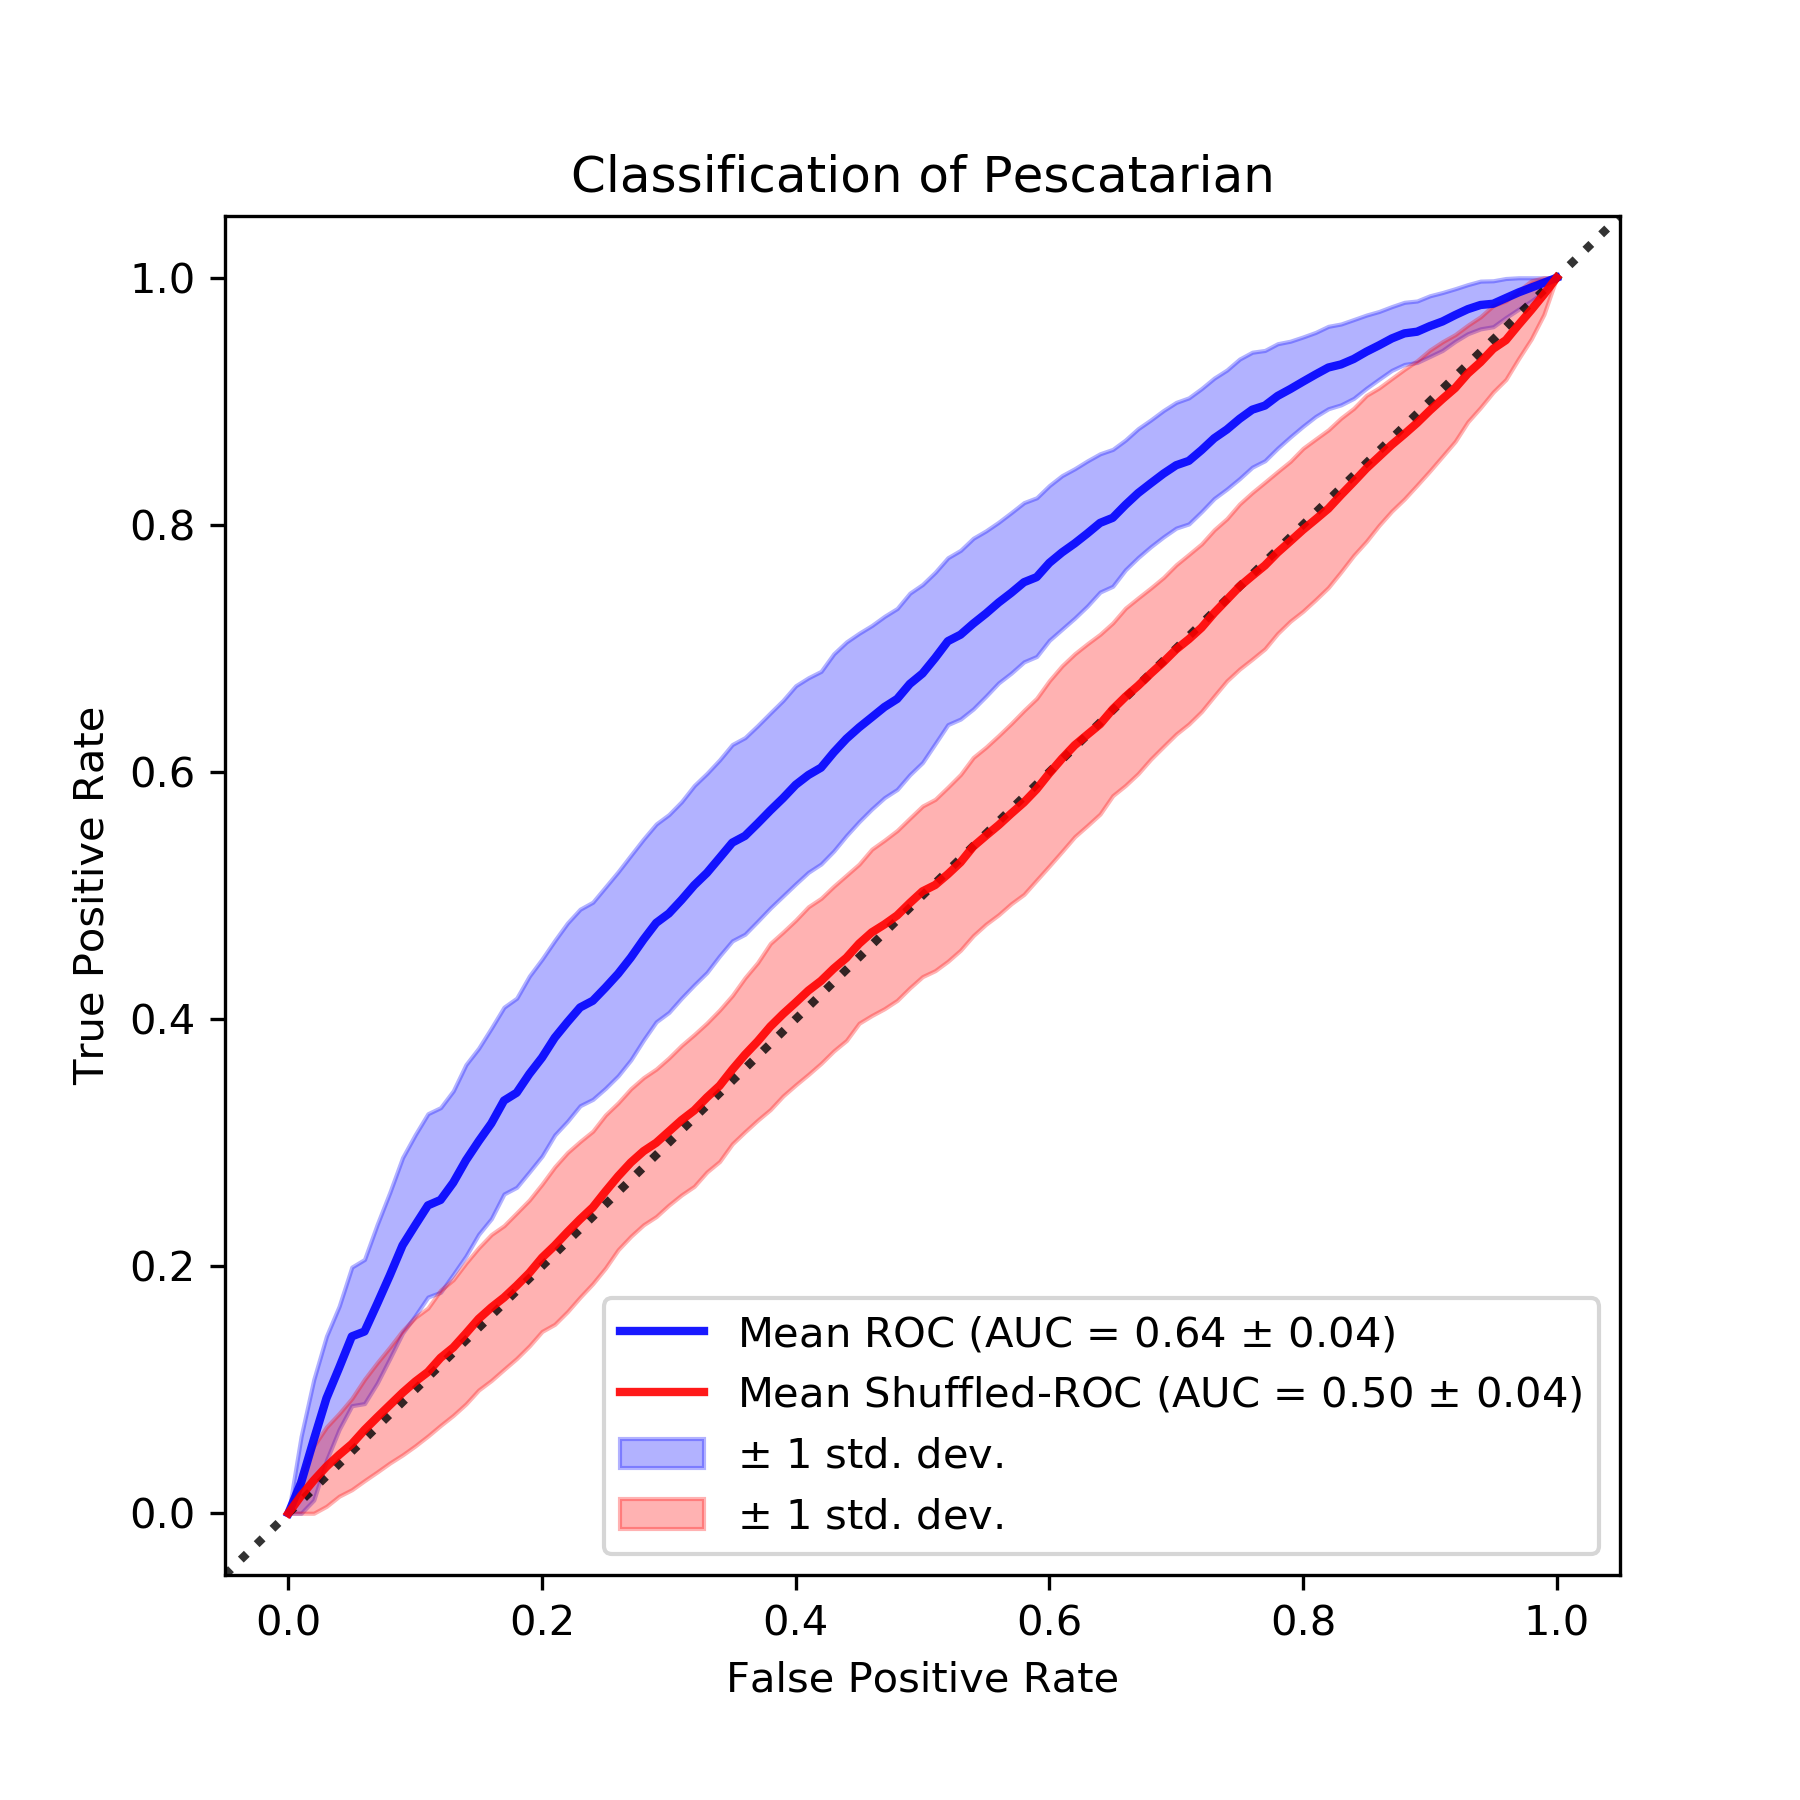 Classification of Pescatarian
1.0
0.8
0.6
0.4
0.2
0.0
True Positive Rate
Mean ROC (AUC = 0.64 ± 0.04)
Mean Shuffled-ROC (AUC = 0.50 ± 0.04)
± 1 std. dev.
± 1 std. dev.
0.0 0.2 0.4 0.6 0.8 1.0
False Positive Rate